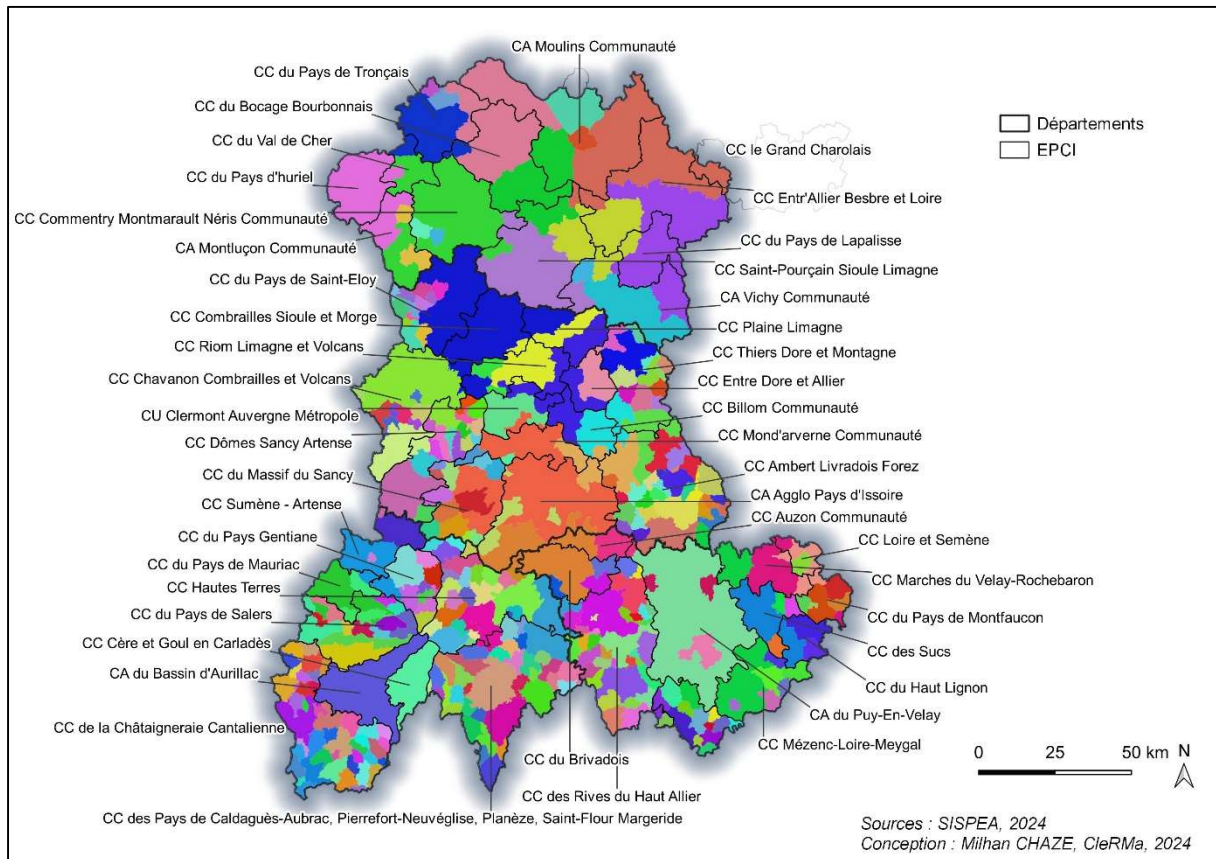 CA Moulins Communauté
CC du Pays de Tronçais
CC du Bocage Bourbonnais
CC du Val de Cher
CC du Pays d'huriel
CC Commentry Montmarault Néris Communauté
CA Montluçon Communauté
CC du Pays de Saint-Eloy
CC Combrailles Sioule et Morge
CC Riom Limagne et Volcans
CC Chavanon Combrailles et Volcans
CU Clermont Auvergne Métropole
CC Dômes Sancy Artense
CC du Massif du Sancy
CC Sumène - Artense
CC du Pays Gentiane
CC du Pays de Mauriac
CC Hautes Terres
CC du Pays de Salers
CC Cère et Goul en Carladès
CA du Bassin d'Aurillac
CC de la Châtaigneraie Cantalienne
CC des Pays de Caldaguès-Aubrac, Pierrefort-Neuvéglise, Planèze, Saint-Flour Margeride
Départements
EPCI
CC le Grand Charolais
CC Entr'Allier Besbre et Loire
CC du Pays de Lapalisse
CC Saint-Pourçain Sioule Limagne
CA Vichy Communauté
CC Plaine Limagne
CC Thiers Dore et Montagne
CC Entre Dore et Allier
CC Billom Communauté
CC Mond'arverne Communauté
CC Ambert Livradois Forez
CA Agglo Pays d'Issoire
CC Auzon Communauté
CC Loire et Semène
CC Marches du Velay-Rochebaron
CC du Pays de Montfaucon
CC des Sucs
CC du Haut Lignon
CA du Puy-En-Velay
CC Mézenc-Loire-Meygal
CC du Brivadois
CC des Rives du Haut Allier
0 25 50 km N
Sources : SISPEA, 2024
Conception : Milhan CHAZE, CleRMa, 2024